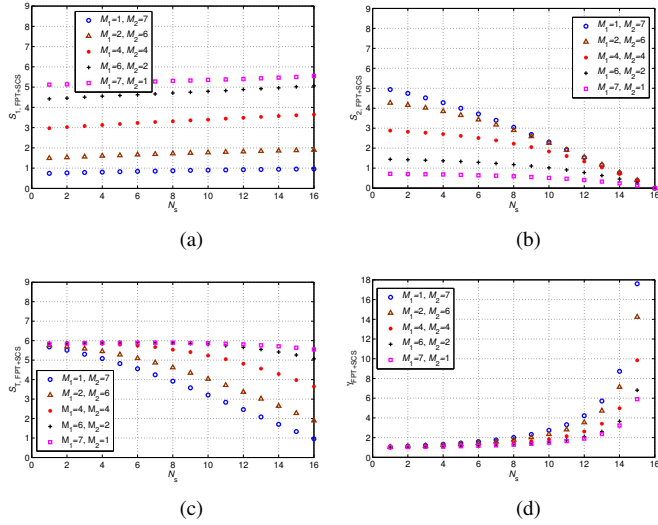 9
8
7
6
5
4
3
2
1
0
0 2 4 6 8 10 12 14 16
S1, FPT+SCS
Ns
M1=1, M2=7
M1=2, M2=6
M1=4, M2=4
M1=6, M2=2
M1=7, M2=1
(a)
9
8
7
6
5
4
3
2
1
0
0 2 4 6 8 10 12 14 16
S2, FPT+SCS
Ns
M1=1, M2=7
M1=2, M2=6
M1=4, M2=4
M1=6, M2=2
M1=7, M2=1
(b)
9
8
7
6
5
4
3
2
1
0
0 2 4 6 8 10 12 14 16
Ns
M1=1, M2=7
M1=2, M2=6
M1=4, M2=4
M1=6, M2=2
M1=7, M2=1
(c)
18
16
14
12
10
8
6
4
2
0
0 2 4 6 8 10 12 14 16
γFPT+SCS
Ns
M1=1, M2=7
M1=2, M2=6
M1=4, M2=4
M1=6, M2=2
M1=7, M2=1
(d)